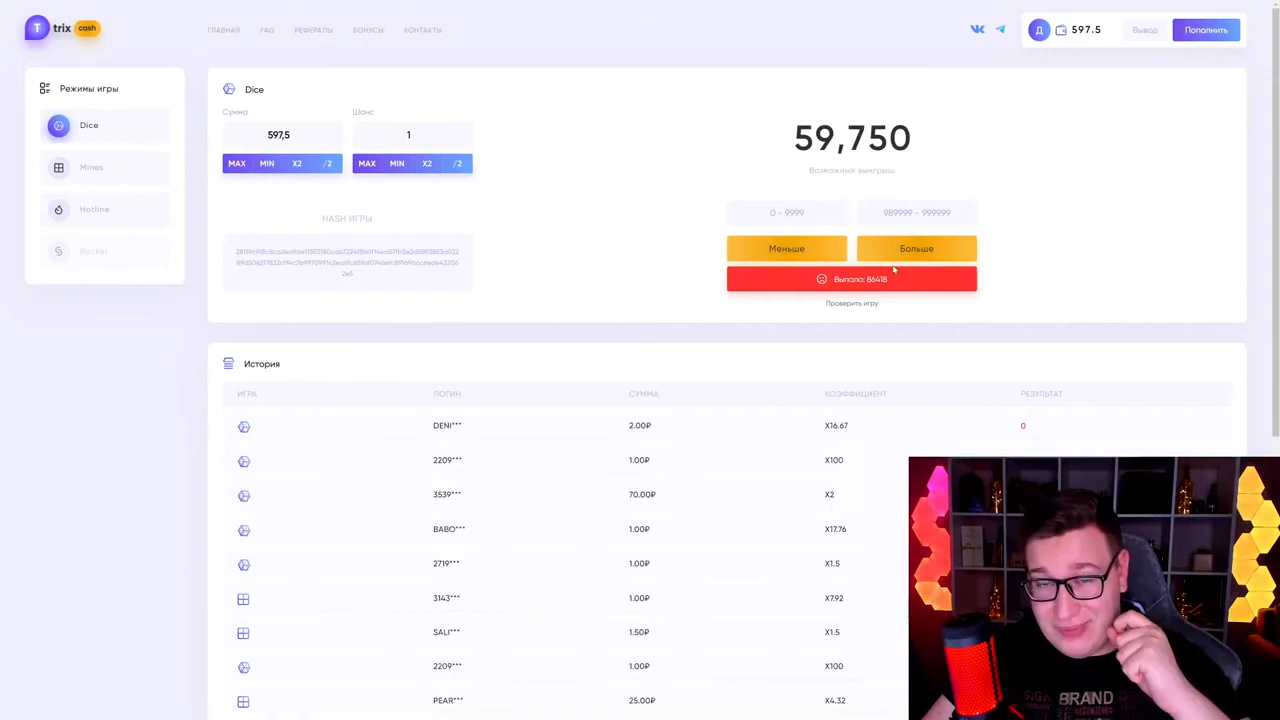 T trix cash
ГЛАВНАЯ FAQ РЕФЕРАЛЫ БОНУСЫ КОНТАКТЫ
Д 597.5 Вывод Пополнить
Режимы игры
Dice
Mines
Hotline
Rocket
Dice
Сумма Шанс
597,5 1
MAX MIN X2 /2 MAX MIN X2 /2
HASH ИГРЫ
59,750
Возможный выигрыш
0 - 9999 989999 - 999999
Меньше Больше
Выпало: 86418
Проверить игру
История
ИГРА ЛОГИН СУММА КОЭФФИЦИЕНТ РЕЗУЛЬТАТ
DENI*** 2.00₽ X16.67 0
2209*** 1.00₽ X100
3539*** 70.00₽ X2
BABO*** 1.00₽ X17.76
2719*** 1.00₽ X1.5
3143*** 1.00₽ X7.92
SALI*** 1.50₽ X1.5
2209*** 1.00₽ X100
PEAR*** 25.00₽ X4.32
BRAND